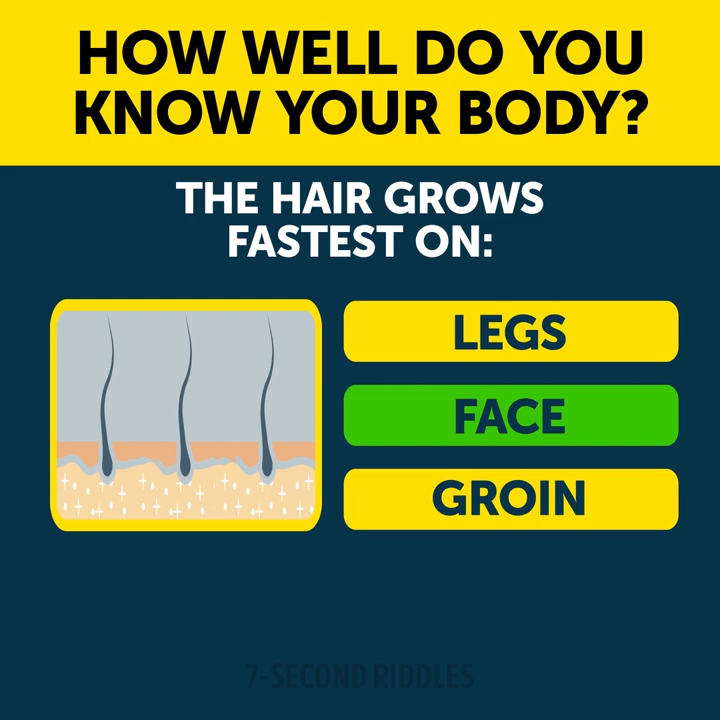 HOW WELL DO YOU
KNOW YOUR BODY?
THE HAIR GROWS
FASTEST ON:
LEGS
FACE
GROIN
7-SECOND RIDDLES